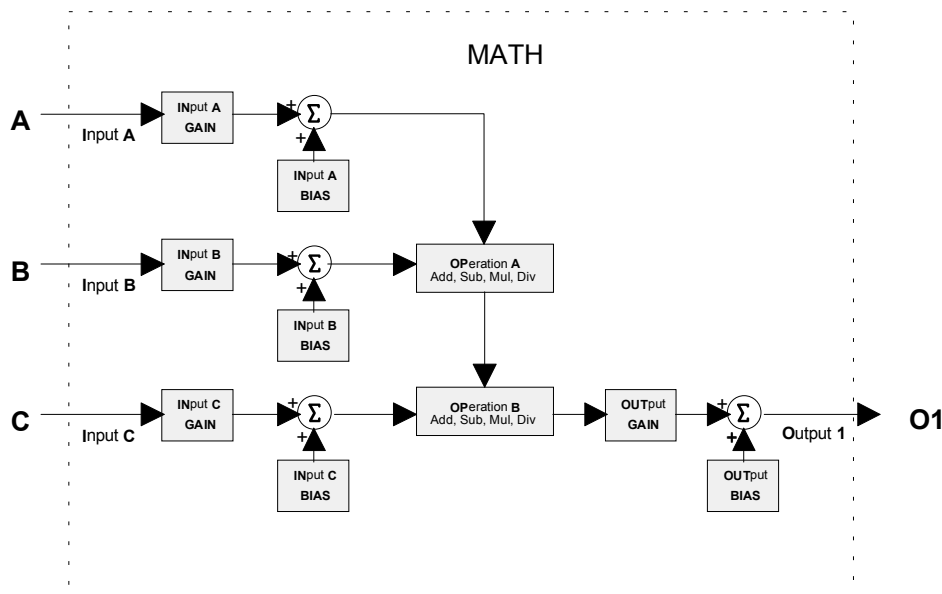 MATH
A
Input A
INput A
GAIN
+
Σ
+
INput A
BIAS
B
Input B
INput B
GAIN
+
Σ
+
INput B
BIAS
OPeration A
Add, Sub, Mul, Div
C
Input C
INput C
GAIN
+
Σ
+
INput C
BIAS
OPeration B
Add, Sub, Mul, Div
OUTput
GAIN
+
Σ
+
OUTput
BIAS
Output 1
O1